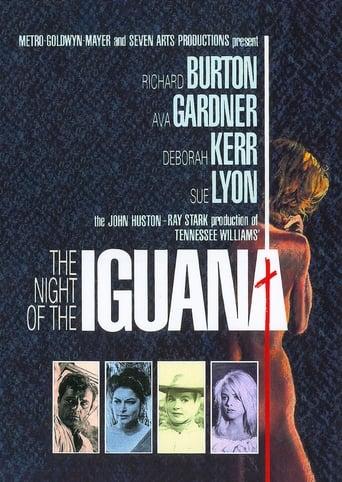 METRO-GOLDWYN-MAYER and SEVEN ARTS PRODUCTIONS present
RICHARD BURTON
AVA GARDNER
DEBORAH KERR
SUE LYON
the JOHN HUSTON - RAY STARK production of
TENNESSEE WILLIAMS'
THE
NIGHT
OF THE
IGUANA